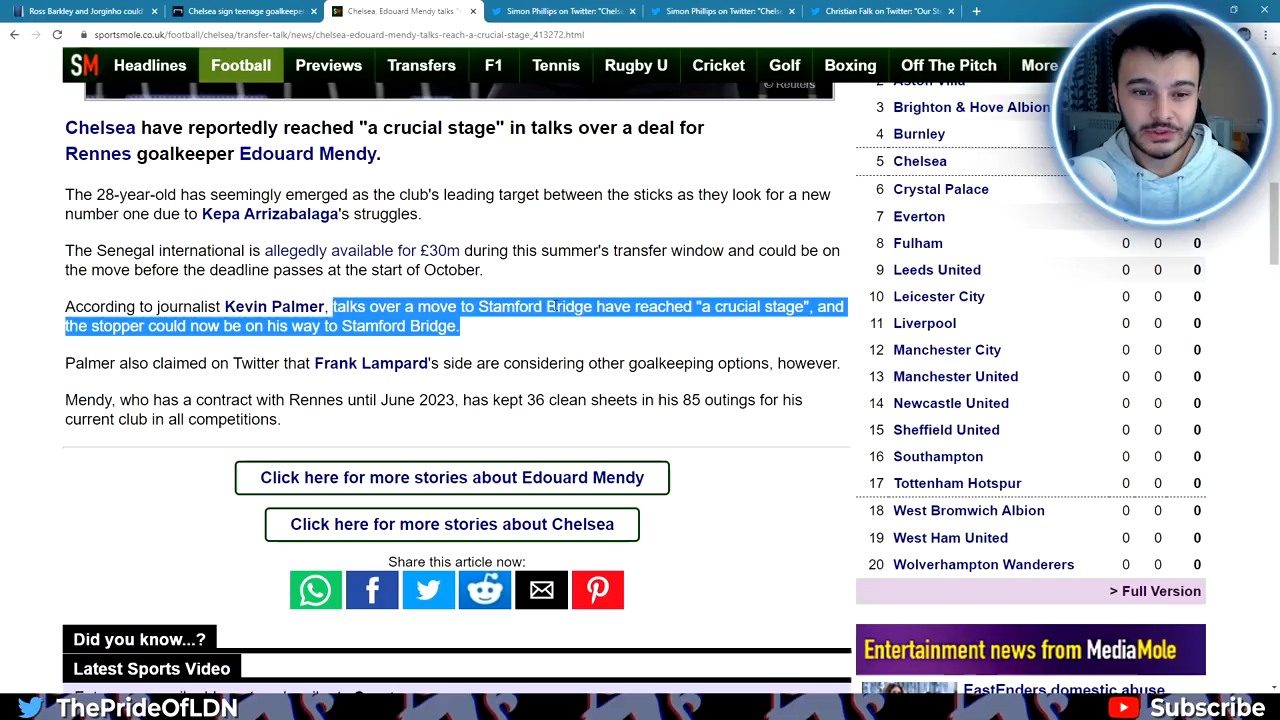 Ross Barkley and Jorginho could
Chelsea sign teenage goalkeepe
Chelsea, Edouard Mendy talks "
Simon Phillips on Twitter: "Chels
Simon Phillips on Twitter: "Chels
Christian Falk on Twitter: "Our St
sportsmole.co.uk/football/chelsea/transfer-talk/news/chelsea-edouard-mendy-talks-reach-a-crucial-stage_413272.html
SM Headlines Football Previews Transfers F1 Tennis Rugby U Cricket Golf Boxing Off The Pitch More
© Reuters
Chelsea have reportedly reached "a crucial stage" in talks over a deal for
Rennes goalkeeper Edouard Mendy.
The 28-year-old has seemingly emerged as the club's leading target between the sticks as they look for a new
number one due to Kepa Arrizabalaga's struggles.
The Senegal international is allegedly available for £30m during this summer's transfer window and could be on
the move before the deadline passes at the start of October.
According to journalist Kevin Palmer, talks over a move to Stamford Bridge have reached "a crucial stage", and
the stopper could now be on his way to Stamford Bridge.
Palmer also claimed on Twitter that Frank Lampard's side are considering other goalkeeping options, however.
Mendy, who has a contract with Rennes until June 2023, has kept 36 clean sheets in his 85 outings for his
current club in all competitions.
Click here for more stories about Edouard Mendy
Click here for more stories about Chelsea
Share this article now:
Did you know...?
Latest Sports Video
2 Aston Villa
3 Brighton & Hove Albion
4 Burnley
5 Chelsea
6 Crystal Palace
7 Everton
8 Fulham 0 0 0
9 Leeds United 0 0 0
10 Leicester City 0 0 0
11 Liverpool 0 0 0
12 Manchester City 0 0 0
13 Manchester United 0 0 0
14 Newcastle United 0 0 0
15 Sheffield United 0 0 0
16 Southampton 0 0 0
17 Tottenham Hotspur 0 0 0
18 West Bromwich Albion 0 0 0
19 West Ham United 0 0 0
20 Wolverhampton Wanderers 0 0 0
> Full Version
Entertainment news from MediaMole
EastEnders domestic abuse
ThePrideOfLDN
Subscribe